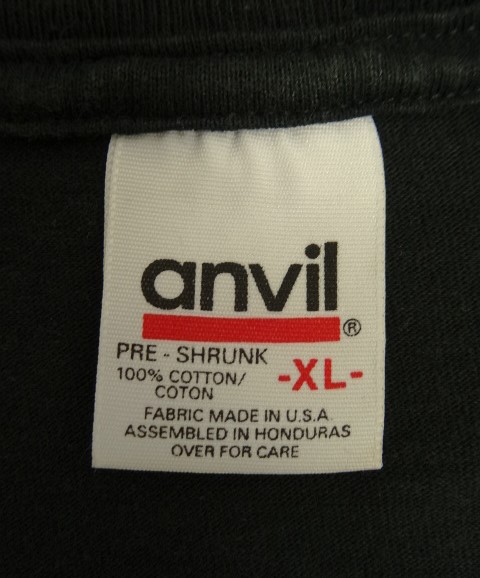 anvil®
PRE - SHRUNK
100% COTTON/
COTON
-XL-
FABRIC MADE IN U.S.A.
ASSEMBLED IN HONDURAS
OVER FOR CARE